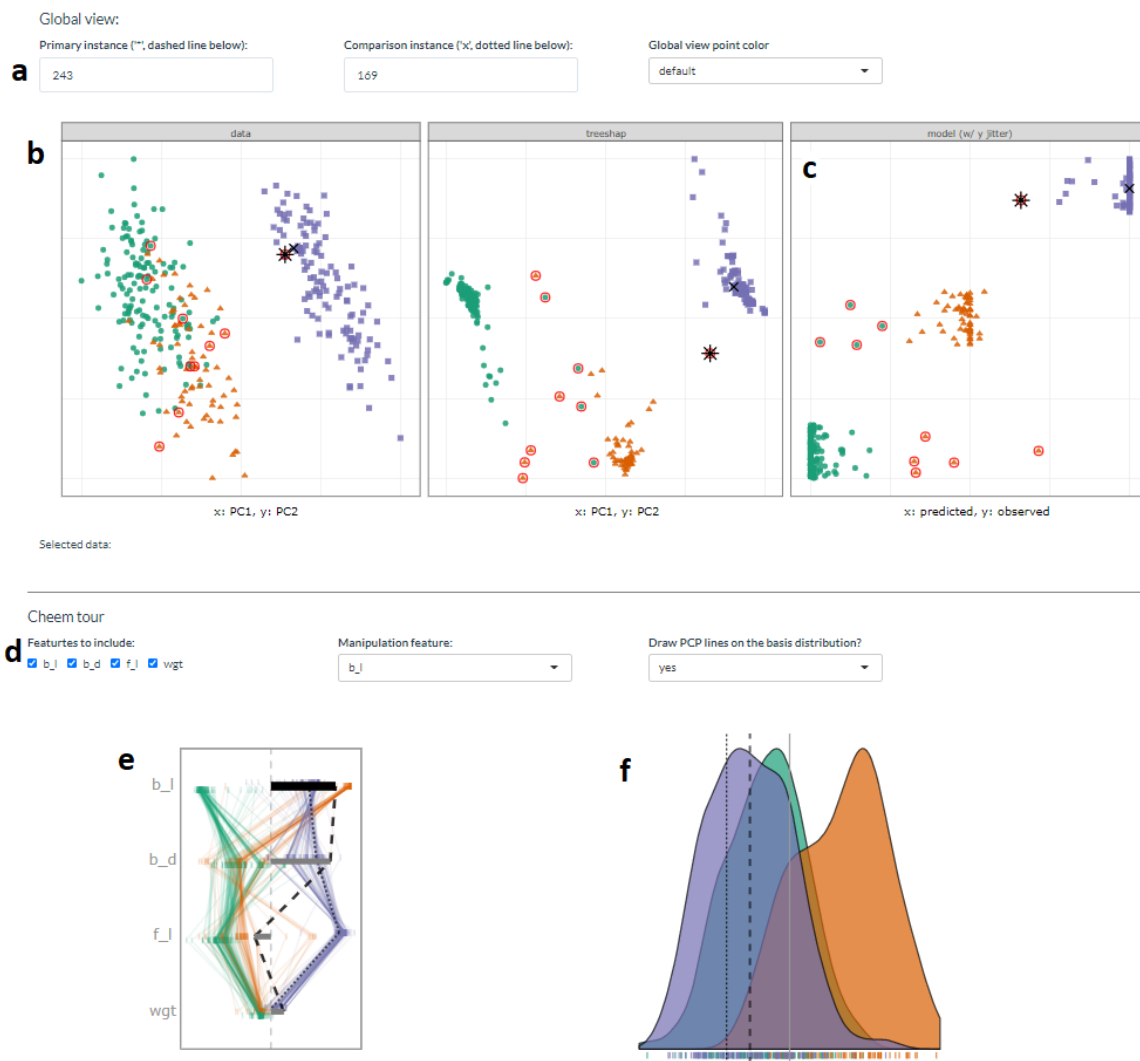 Global view:
Primary instance ('*', dashed line below):
Comparison instance ('x', dotted line below):
Global view point color
a
243
169
default
data
treeshap
model (w/ y jitter)
b
c
x: PC1, y: PC2
x: PC1, y: PC2
x: predicted, y: observed
Selected data:
Cheem tour
d
Featurtes to include:
Manipulation feature:
Draw PCP lines on the basis distribution?
b_l b_d f_l wgt
b_l
yes
e
f
b_l
b_d
f_l
wgt